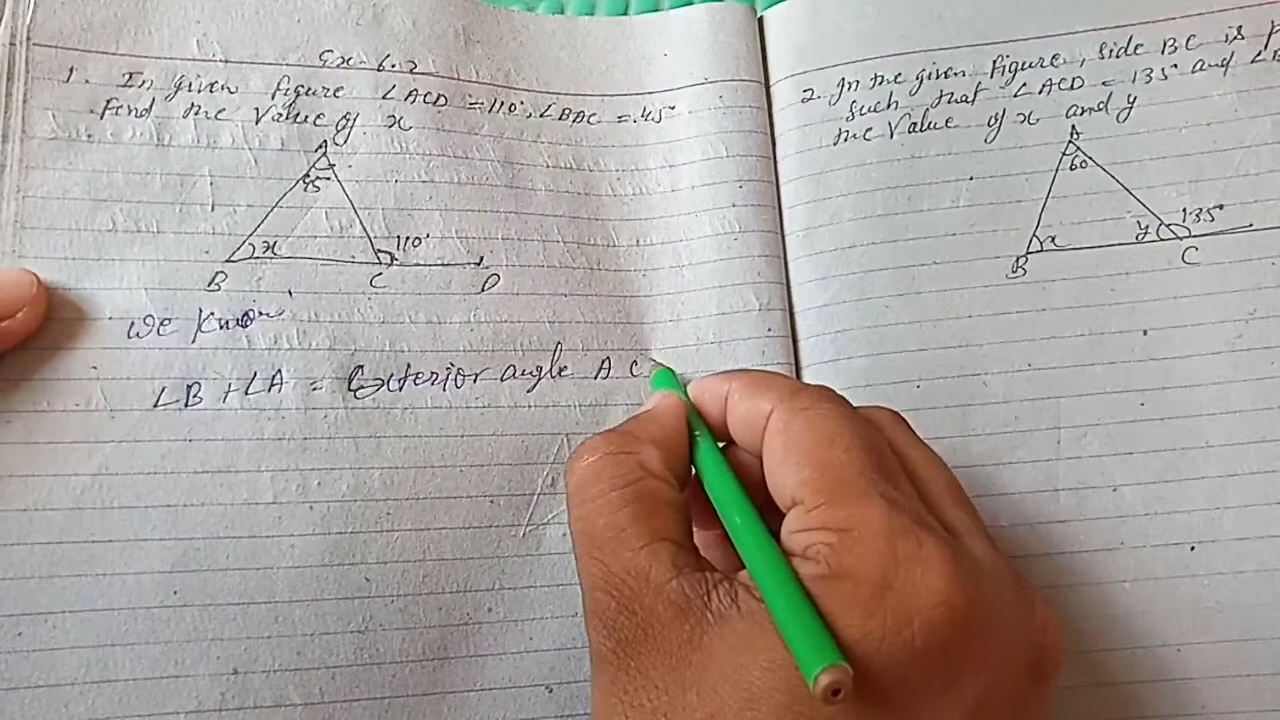 Ex-6.2
1. In given figure ∠ACD = 110°, ∠BAC = 45°
Find the Value of x
A
45
x
110°
B
C
D
We Know
∠B + ∠A = Exterior angle A C
2. In the given Figure, side BC is
such that ∠ACD = 135° and
the Value of x and y
A
60
x
y
135°
B
C